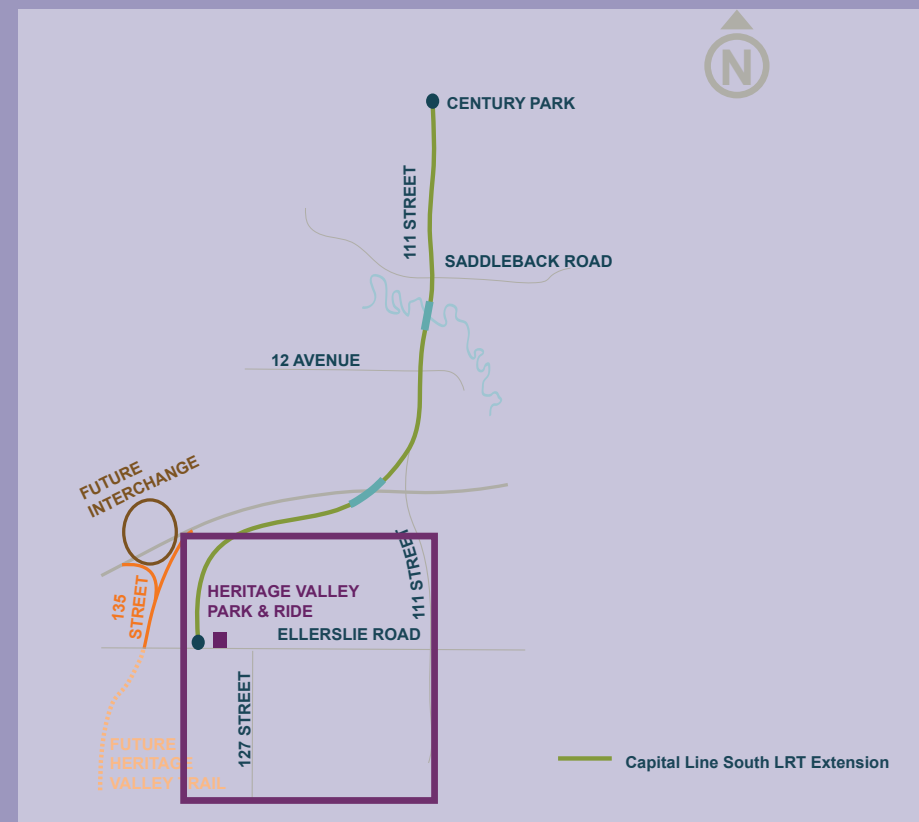 N
CENTURY PARK
111 STREET
SADDLEBACK ROAD
12 AVENUE
FUTURE
INTERCHANGE
135
STREET
HERITAGE VALLEY
PARK & RIDE
111 STREET
ELLERSLIE ROAD
127 STREET
FUTURE
HERITAGE
VALLEY TRAIL
Capital Line South LRT Extension